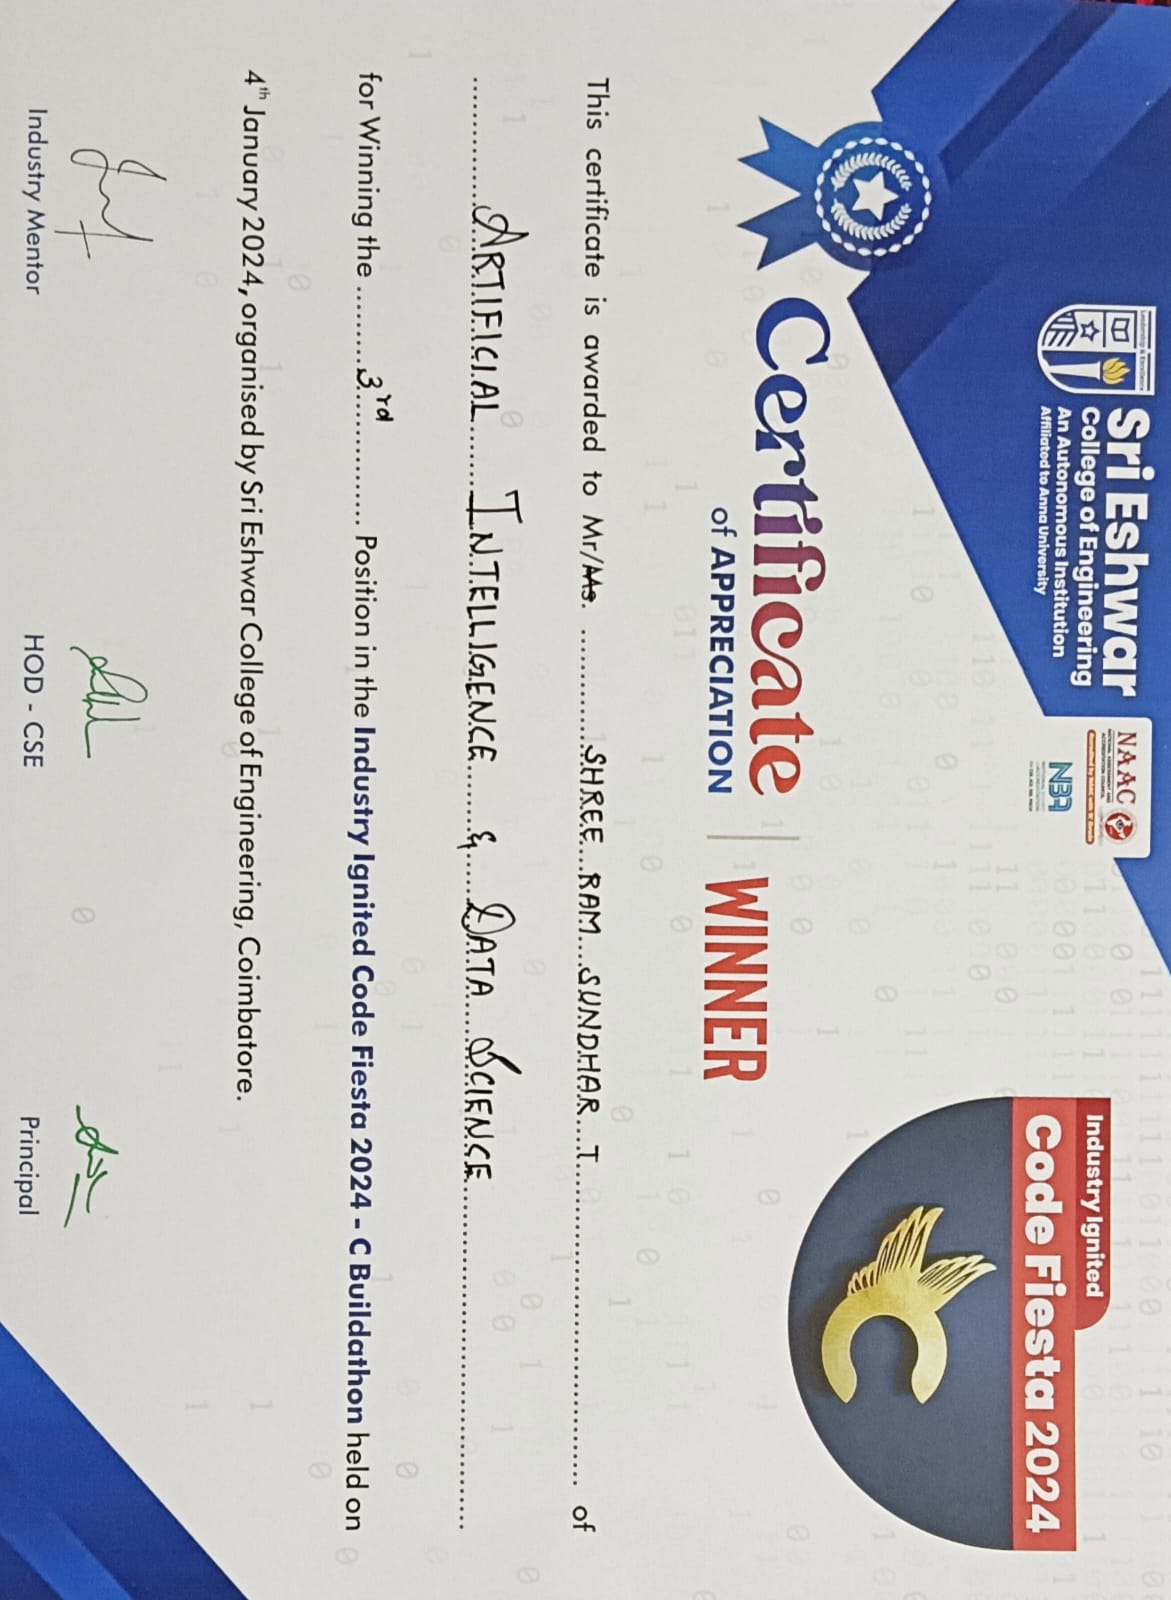 Leadership & Excellence
Sri Eshwar
College of Engineering
An Autonomous Institution
Affiliated to Anna University
NAAC
NBA
Industry Ignited
Code Fiesta 2024
Certificate
of APPRECIATION | WINNER
This certificate is awarded to Mr/Ms. SHREE RAM SUNDHAR T of
ARTIFICIAL INTELLIGENCE & DATA SCIENCE
for Winning the 3rd Position in the Industry Ignited Code Fiesta 2024 - C Buildathon held on
4th January 2024, organised by Sri Eshwar College of Engineering, Coimbatore.
Industry Mentor
HOD - CSE
Principal